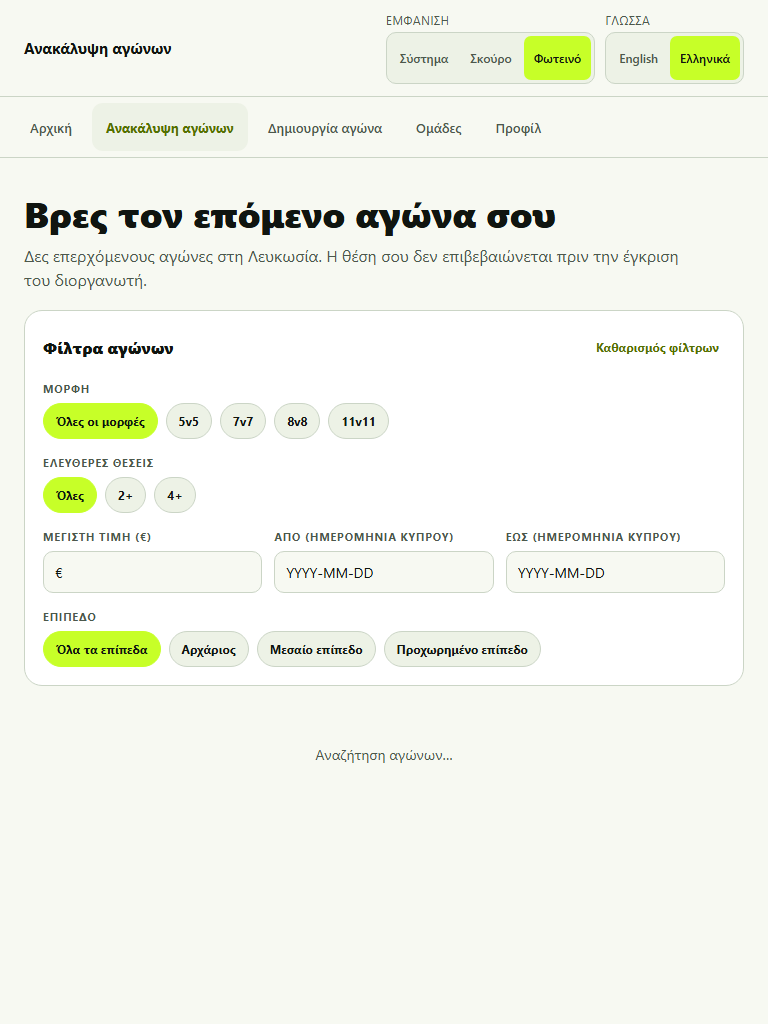 Ανακάλυψη αγώνων
ΕΜΦΑΝΙΣΗ
Σύστημα Σκούρο Φωτεινό
ΓΛΩΣΣΑ
English Ελληνικά
Αρχική Ανακάλυψη αγώνων Δημιουργία αγώνα Ομάδες Προφίλ
Βρες τον επόμενο αγώνα σου
Δες επερχόμενους αγώνες στη Λευκωσία. Η θέση σου δεν επιβεβαιώνεται πριν την έγκριση
του διοργανωτή.
Φίλτρα αγώνων
Καθαρισμός φίλτρων
ΜΟΡΦΗ
Όλες οι μορφές 5v5 7v7 8v8 11v11
ΕΛΕΥΘΕΡΕΣ ΘΕΣΕΙΣ
Όλες 2+ 4+
ΜΕΓΙΣΤΗ ΤΙΜΗ (€) ΑΠΟ (ΗΜΕΡΟΜΗΝΙΑ ΚΥΠΡΟΥ) ΕΩΣ (ΗΜΕΡΟΜΗΝΙΑ ΚΥΠΡΟΥ)
€ YYYY-MM-DD YYYY-MM-DD
ΕΠΙΠΕΔΟ
Όλα τα επίπεδα Αρχάριος Μεσαίο επίπεδο Προχωρημένο επίπεδο
Αναζήτηση αγώνων…